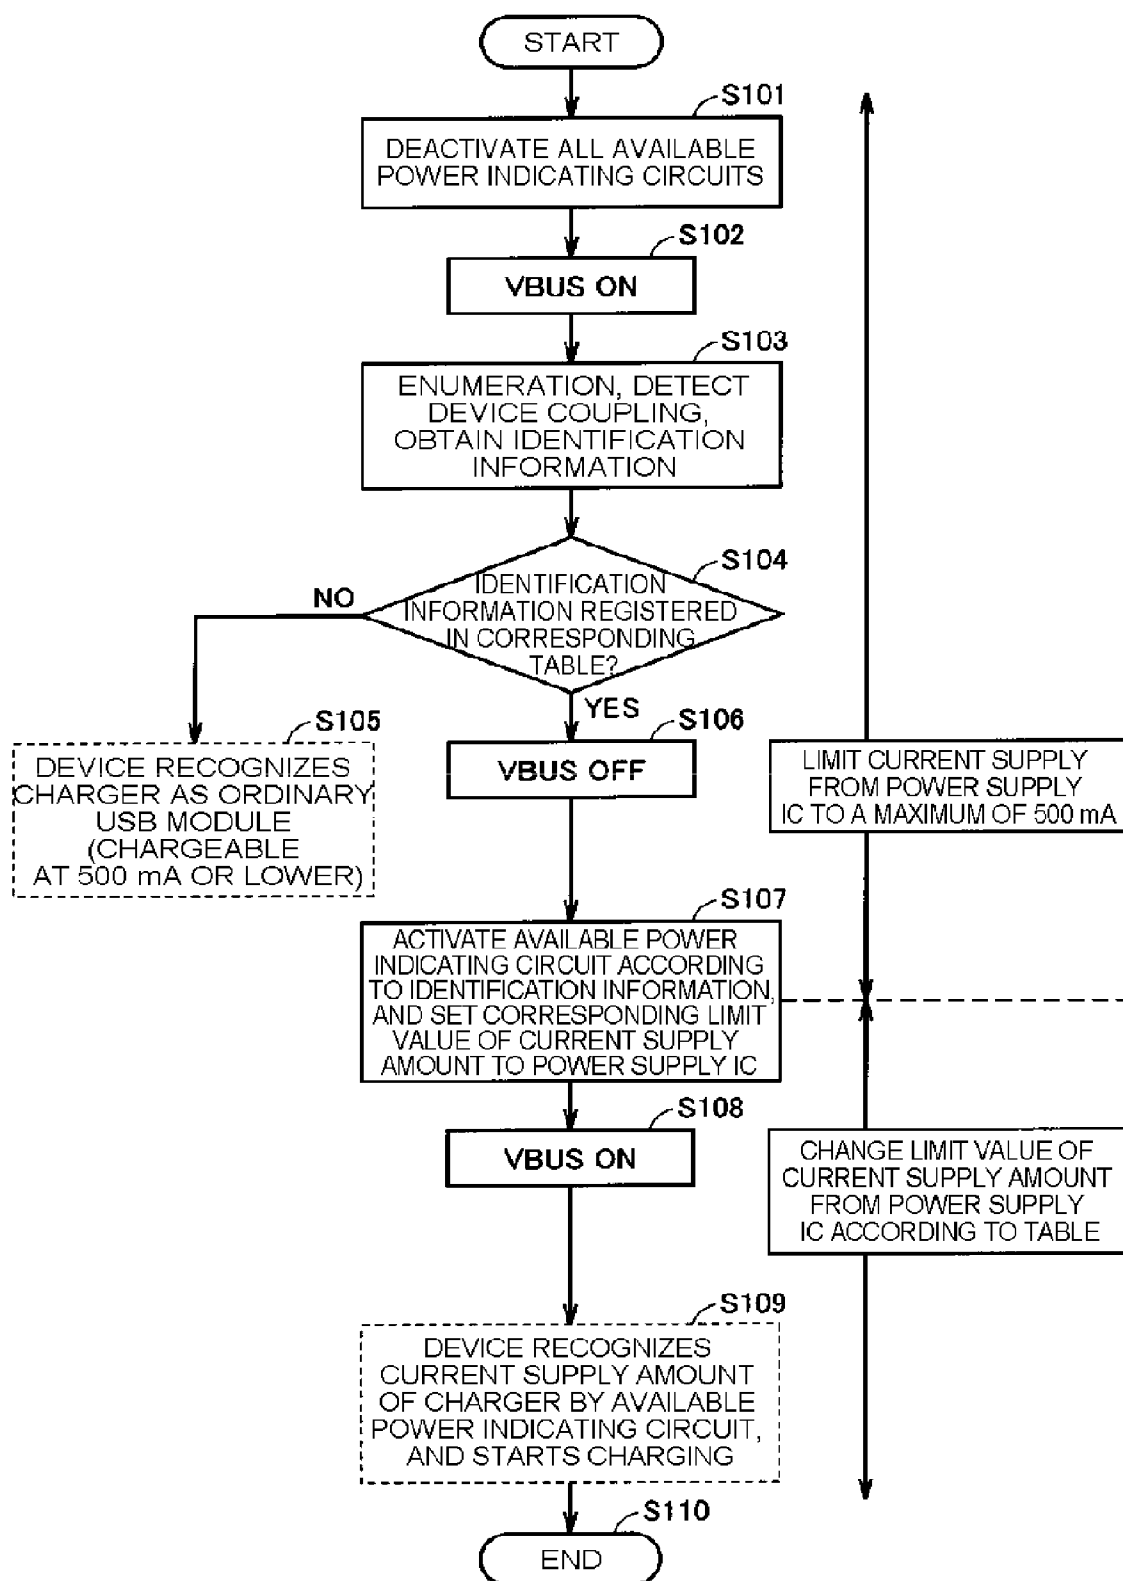 START
S101
DEACTIVATE ALL AVAILABLE
POWER INDICATING CIRCUITS
S102
VBUS ON
S103
ENUMERATION, DETECT
DEVICE COUPLING,
OBTAIN IDENTIFICATION
INFORMATION
S104
IDENTIFICATION
INFORMATION REGISTERED
IN CORRESPONDING
TABLE?
NO
YES
S105
DEVICE RECOGNIZES
CHARGER AS ORDINARY
USB MODULE
(CHARGEABLE
AT 500 mA OR LOWER)
S106
VBUS OFF
LIMIT CURRENT SUPPLY
FROM POWER SUPPLY
IC TO A MAXIMUM OF 500 mA
S107
ACTIVATE AVAILABLE POWER
INDICATING CIRCUIT ACCORDING
TO IDENTIFICATION INFORMATION,
AND SET CORRESPONDING LIMIT
VALUE OF CURRENT SUPPLY
AMOUNT TO POWER SUPPLY IC
S108
VBUS ON
CHANGE LIMIT VALUE OF
CURRENT SUPPLY AMOUNT
FROM POWER SUPPLY
IC ACCORDING TO TABLE
S109
DEVICE RECOGNIZES
CURRENT SUPPLY AMOUNT
OF CHARGER BY AVAILABLE
POWER INDICATING CIRCUIT,
AND STARTS CHARGING
S110
END